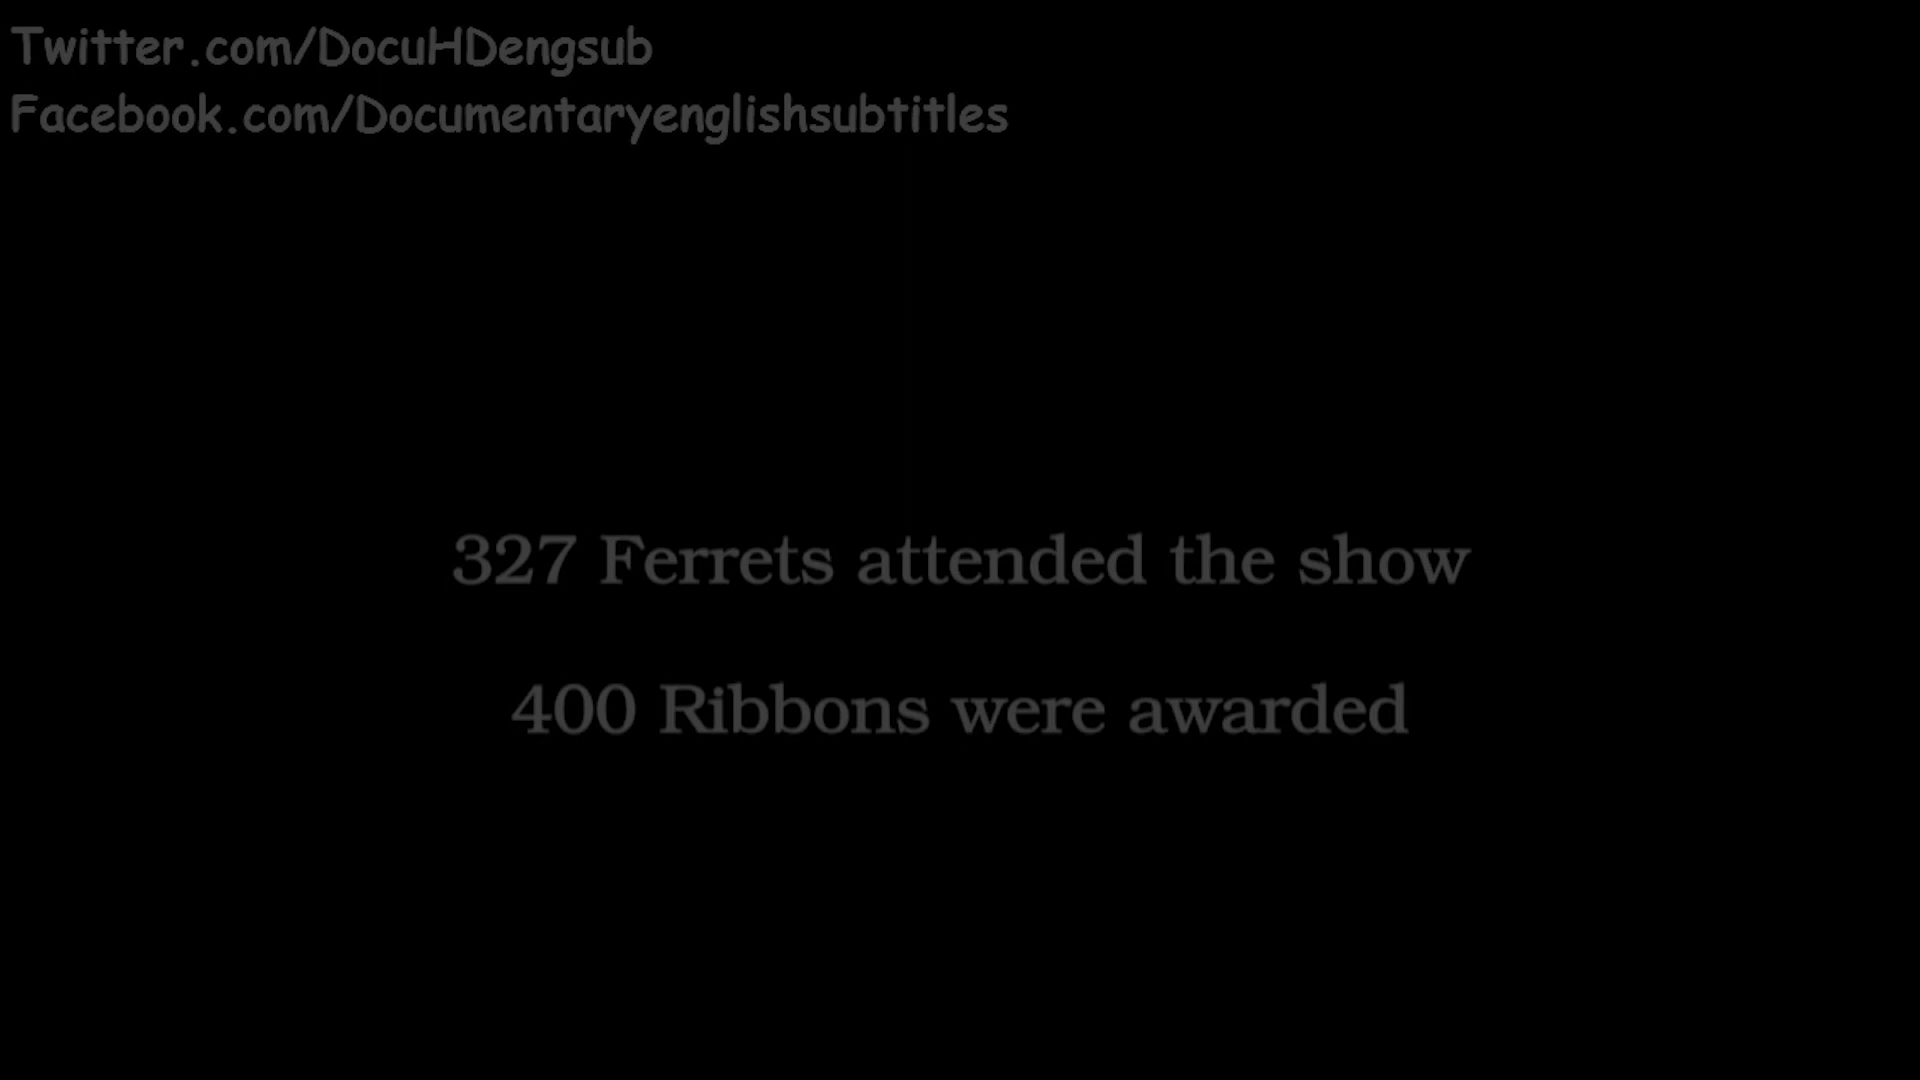 Twitter.com/DocuHDengsub
Facebook.com/Documentaryenglishsubtitles
327 Ferrets attended the show
400 Ribbons were awarded